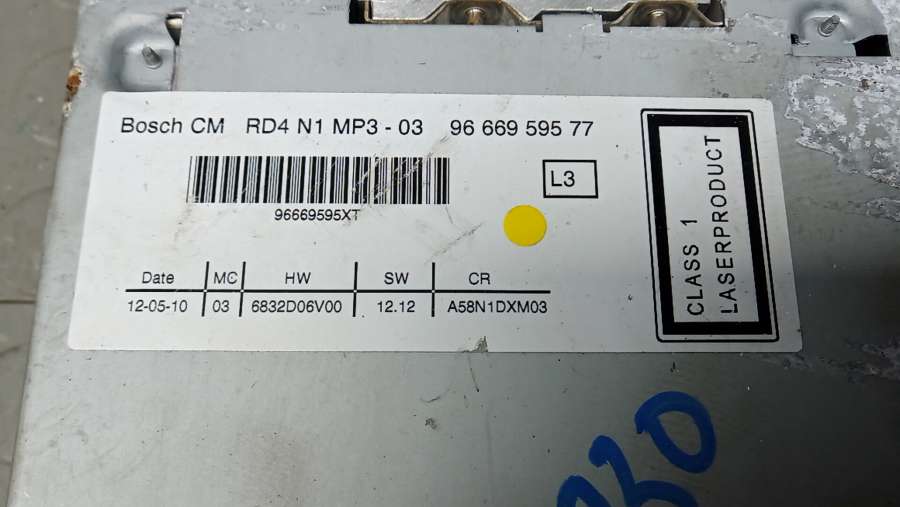 Bosch CM RD4 N1 MP3 - 03 96 669 595 77
96669595XT
L3
CLASS 1
LASERPRODUCT
Date MC HW SW CR
12-05-10 03 6832D06V00 12.12 A58N1DXM03